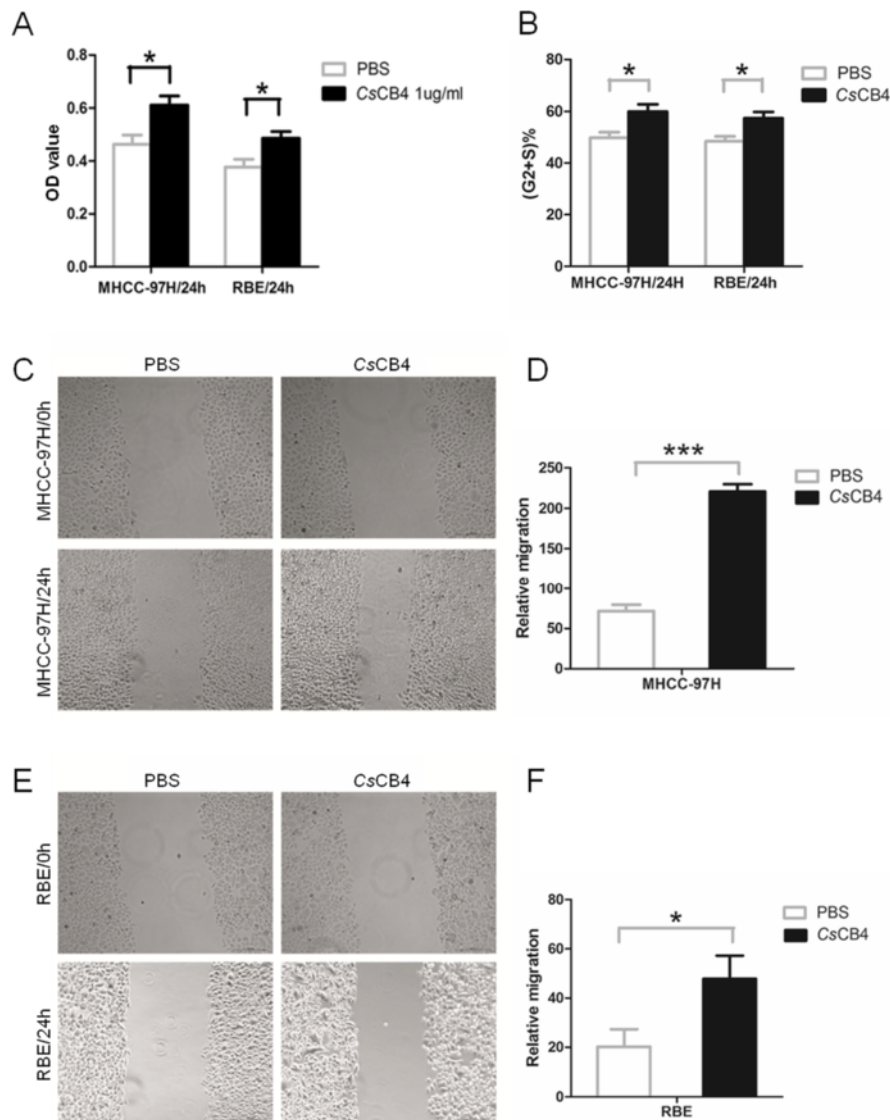 A
OD value
0.8
0.6
0.4
0.2
0.0
*
*
MHCC-97H/24h RBE/24h
PBS
CsCB4 1ug/ml
B
(G2+S)%
80
60
40
20
0
*
*
MHCC-97H/24H RBE/24h
PBS
CsCB4
C
PBS CsCB4
MHCC-97H/0h
MHCC-97H/24h
D
Relative migration
250
200
150
100
50
0
***
MHCC-97H
PBS
CsCB4
E
PBS CsCB4
RBE/0h
RBE/24h
F
Relative migration
80
60
40
20
0
*
RBE
PBS
CsCB4